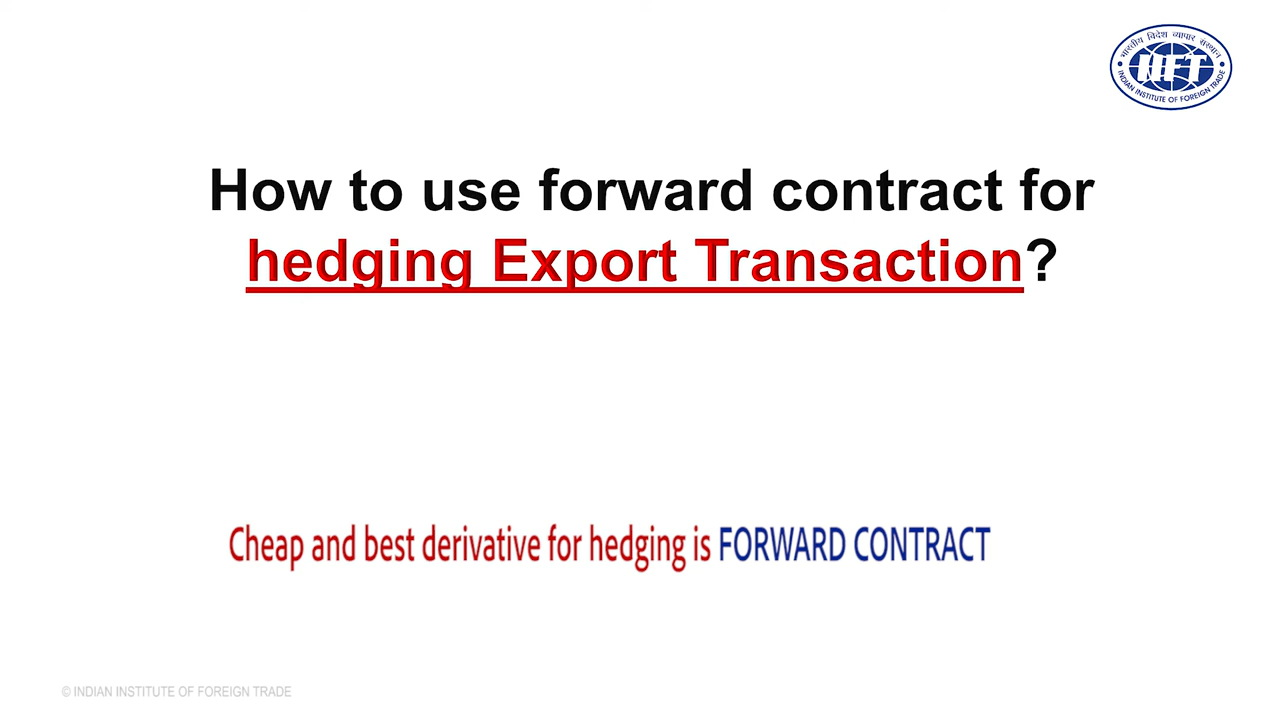 भारतीय विदेश व्यापार संस्थान
IIFT
INDIAN INSTITUTE OF FOREIGN TRADE
How to use forward contract for
hedging Export Transaction?
Cheap and best derivative for hedging is FORWARD CONTRACT
© INDIAN INSTITUTE OF FOREIGN TRADE